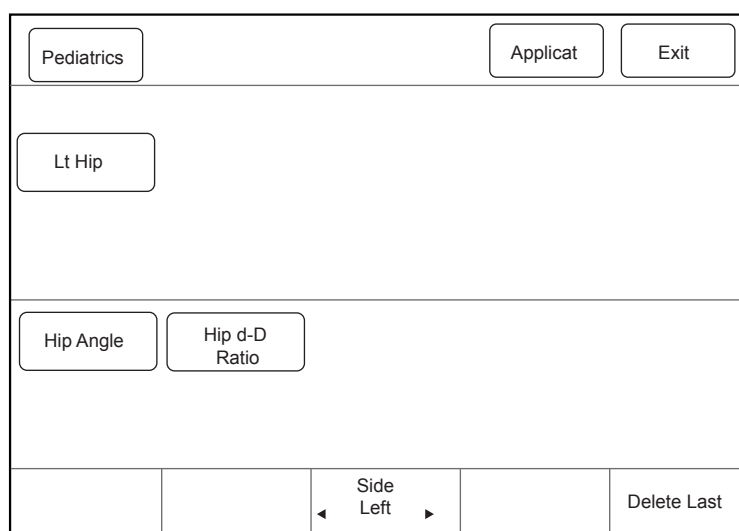 Pediatrics
Applicat
Exit
Lt Hip
Hip Angle
Hip d-D
Ratio
Side
Left
Delete Last